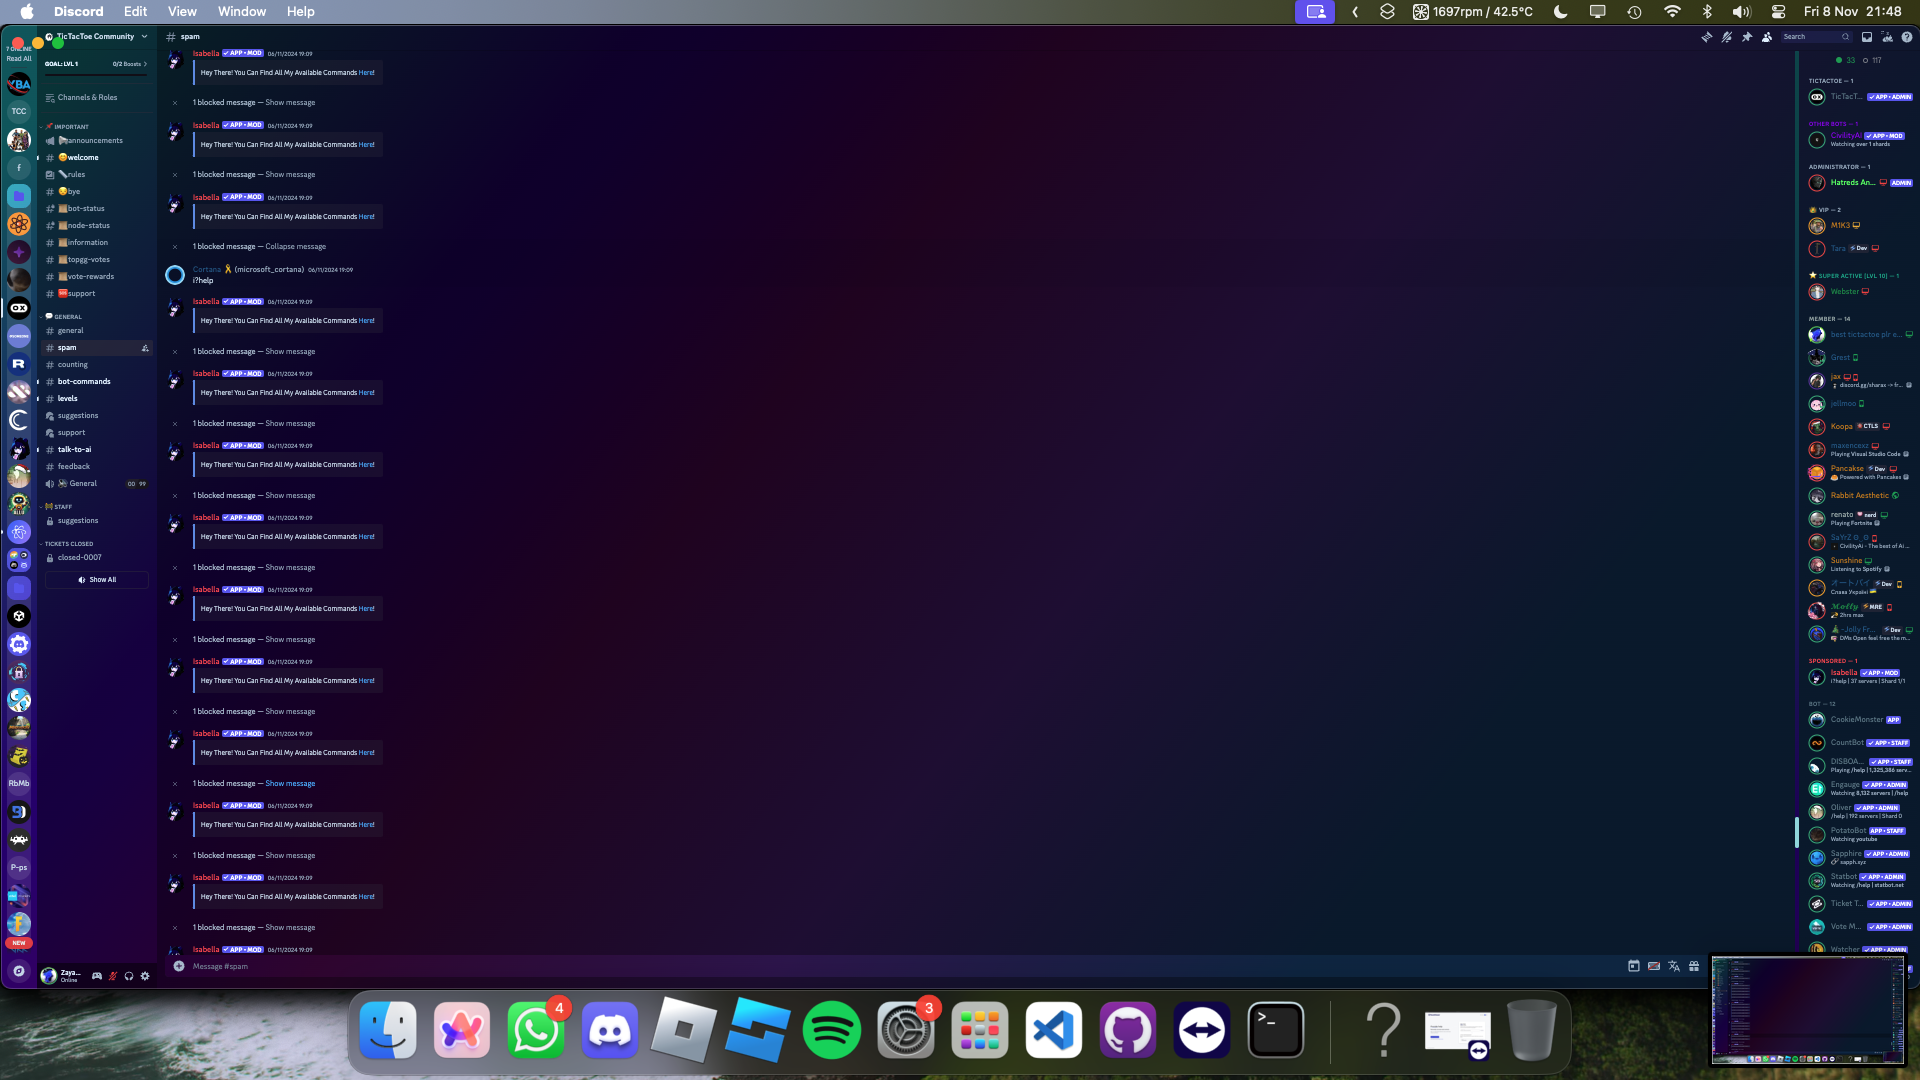 Discord Edit View Window Help
1697rpm / 42.5°C
Fri 8 Nov 21:48
TicTacToe Community
# spam
Search
7 ONLINE
Read All
GOAL: LVL 1
0/2 Boosts
Channels & Roles
IMPORTANT
announcements
welcome
rules
bye
bot-status
node-status
information
topgg-votes
vote-rewards
support
GENERAL
general
spam
counting
bot-commands
levels
suggestions
support
talk-to-ai
feedback
General
00 99
STAFF
suggestions
TICKETS CLOSED
closed-0007
Show All
TCC
f
OX
R
RbMb
P-ps
NEW
Zaya...
Online
Isabella APP • MOD 06/11/2024 19:09
Hey There! You Can Find All My Available Commands Here!
1 blocked message — Show message
Isabella APP • MOD 06/11/2024 19:09
Hey There! You Can Find All My Available Commands Here!
1 blocked message — Show message
Isabella APP • MOD 06/11/2024 19:09
Hey There! You Can Find All My Available Commands Here!
1 blocked message — Collapse message
Cortana (microsoft_cortana) 06/11/2024 19:09
i?help
Isabella APP • MOD 06/11/2024 19:09
Hey There! You Can Find All My Available Commands Here!
1 blocked message — Show message
Isabella APP • MOD 06/11/2024 19:09
Hey There! You Can Find All My Available Commands Here!
1 blocked message — Show message
Isabella APP • MOD 06/11/2024 19:09
Hey There! You Can Find All My Available Commands Here!
1 blocked message — Show message
Isabella APP • MOD 06/11/2024 19:09
Hey There! You Can Find All My Available Commands Here!
1 blocked message — Show message
Isabella APP • MOD 06/11/2024 19:09
Hey There! You Can Find All My Available Commands Here!
1 blocked message — Show message
Isabella APP • MOD 06/11/2024 19:09
Hey There! You Can Find All My Available Commands Here!
1 blocked message — Show message
Isabella APP • MOD 06/11/2024 19:09
Hey There! You Can Find All My Available Commands Here!
1 blocked message — Show message
Isabella APP • MOD 06/11/2024 19:09
Hey There! You Can Find All My Available Commands Here!
1 blocked message — Show message
Isabella APP • MOD 06/11/2024 19:09
Hey There! You Can Find All My Available Commands Here!
1 blocked message — Show message
Isabella APP • MOD 06/11/2024 19:09
Message #spam
33 117
TICTACTOE — 1
TicTacT... APP • ADMIN
OTHER BOTS — 1
CivilityAi APP • MOD
Watching over 1 shards
ADMINISTRATOR — 1
Hatreds An... ADMIN
VIP — 2
M1K3
Tara Dev
SUPER ACTIVE (LVL 10) — 1
Webster
MEMBER — 14
best tictactoe plr e...
Grest
jax
discord.gg/sharax -> fr...
jellmoo
Koopa CTLS
maxencexz
Playing Visual Studio Code
Pancakse Dev
Powered with Pancakes
Rabbit Aesthetic
renato nerd
Playing Fortnite
SaYrZ
CivilityAi - The best of Ai ...
Sunshine
Listening to Spotify
オートバイ Dev
Слава Україні
Molly MRE
2hrs max
-Jolly Fr... Dev
DMs Open feel free the m...
SPONSORED — 1
Isabella APP • MOD
i?help | 37 servers | Shard 1/1
BOT — 12
CookieMonster APP
CountBot APP • STAFF
DISBOA... APP • STAFF
Playing /help | 1,325,386 serv...
Engauge APP • ADMIN
Watching 8,132 servers | /help
Oliver APP • ADMIN
/help | 192 servers | Shard 0
PotatoBot APP • STAFF
Watching youtube
Sapphire APP • ADMIN
sapph.xyz
Statbot APP • ADMIN
Watching /help | statbot.net
Ticket T... APP • ADMIN
Vote M... APP • ADMIN
Watcher APP • ADMIN
4
3